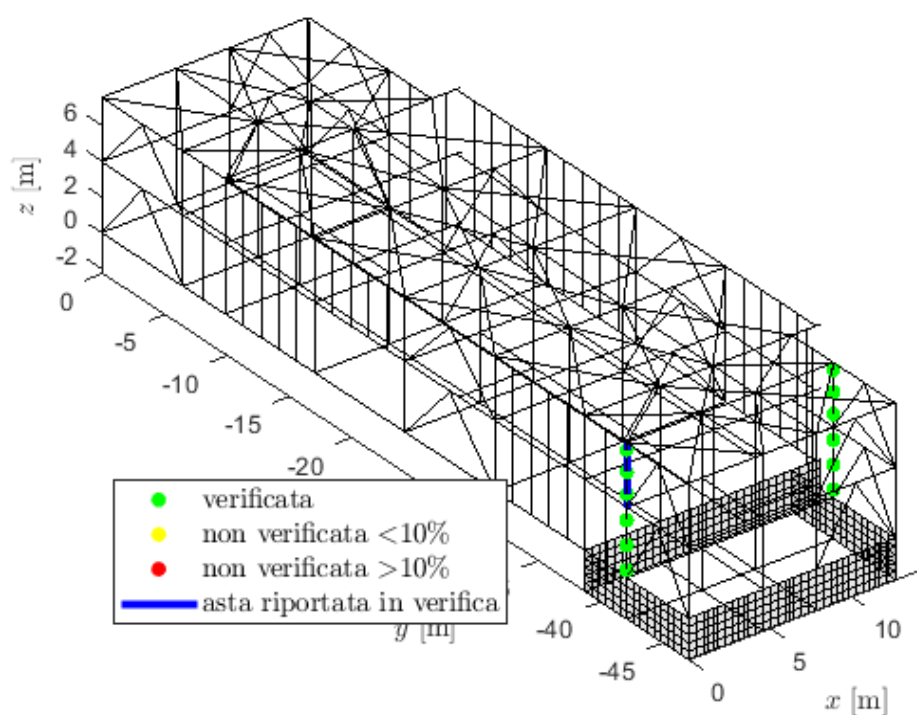 6
4
2
0
-2
z [m]
0
-5
-10
-15
-20
-40
-45
y [m]
0
5
10
x [m]
verificata
non verificata <10%
non verificata >10%
asta riportata in verifica